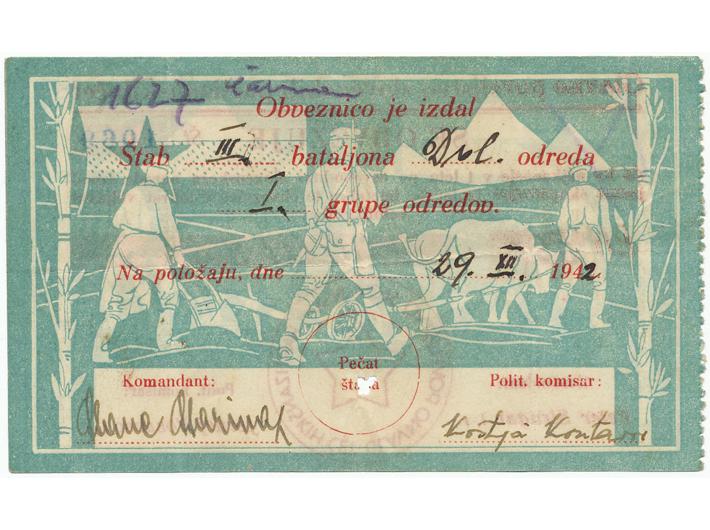 1627
Obveznico je izdal
Štab III. bataljona Dol. odreda
I. grupe odredov.
Na položaju, dne 29. XII. 1942
Pečat
štaba
Komandant:
Polit. komisar:
Kostja